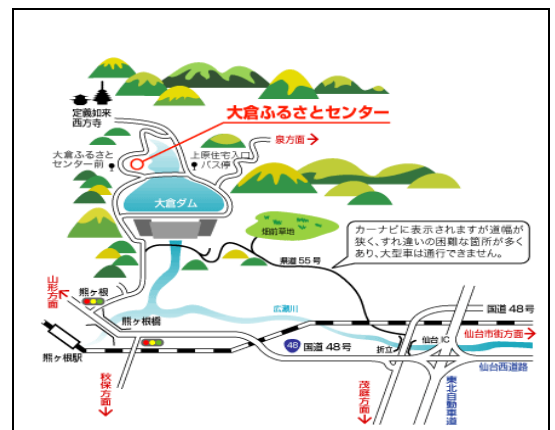 定義如来
西方寺
大倉ふるさとセンター
泉方面
大倉ふるさと
センター前
上原住宅入口
バス停
大倉ダム
畑前草地
カーナビに表示されますが道幅が
狭く、すれ違いの困難な箇所が多く
あり、大型車は通行できません。
県道55号
山形方面
熊ヶ根
広瀬川
国道48号
熊ヶ根橋
仙台市街方面
熊ヶ根駅
48 国道48号
折立
仙台IC
仙台西道路
秋保方面
茂庭方面
東北自動車道